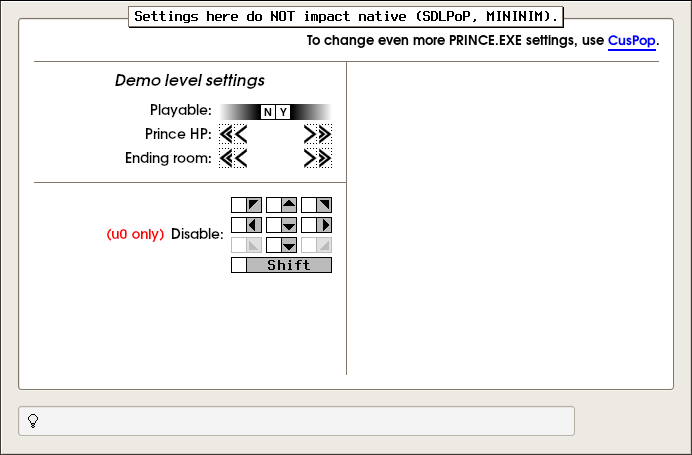 Settings here do NOT impact native (SDLPoP, MININIM).
To change even more PRINCE.EXE settings, use CusPop.
Demo level settings
Playable: N Y
Prince HP:
Ending room:
(u0 only) Disable:
Shift